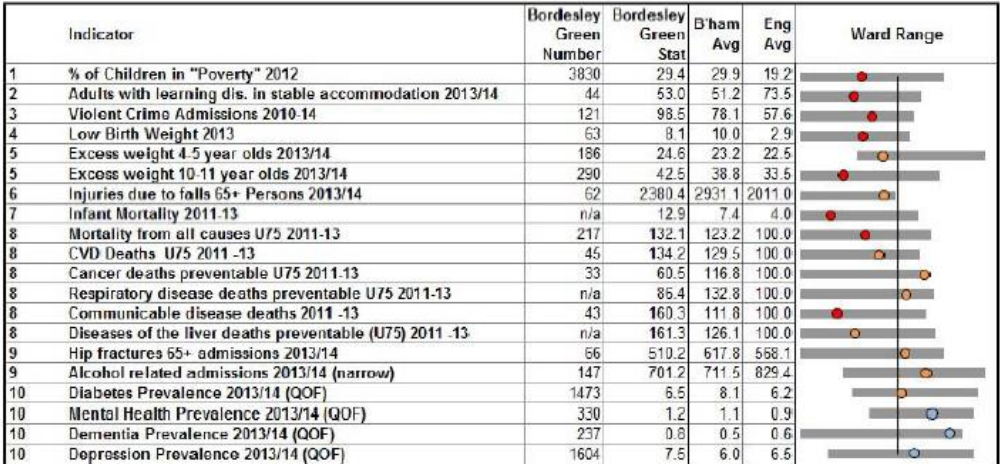 Indicator Bordesley Green Number Bordesley Green Stat B'ham Avg Eng Avg Ward Range
1 % of Children in "Poverty" 2012 3830 29.4 29.9 19.2
2 Adults with learning dis. in stable accommodation 2013/14 44 53.0 51.2 73.5
3 Violent Crime Admissions 2010-14 121 98.5 78.1 57.6
4 Low Birth Weight 2013 63 8.1 10.0 2.9
5 Excess weight 4-5 year olds 2013/14 186 24.6 23.2 22.5
5 Excess weight 10-11 year olds 2013/14 290 42.5 38.8 33.5
6 Injuries due to falls 65+ Persons 2013/14 62 2380.4 2931.1 2011.0
7 Infant Mortality 2011-13 n/a 12.9 7.4 4.0
8 Mortality from all causes U75 2011-13 217 132.1 123.2 100.0
8 CVD Deaths U75 2011 -13 45 134.2 129.5 100.0
8 Cancer deaths preventable U75 2011-13 33 60.5 116.8 100.0
8 Respiratory disease deaths preventable U75 2011-13 n/a 86.4 132.8 100.0
8 Communicable disease deaths 2011 -13 43 160.3 111.8 100.0
8 Diseases of the liver deaths preventable (U75) 2011 -13 n/a 161.3 126.1 100.0
9 Hip fractures 65+ admissions 2013/14 66 510.2 617.8 568.1
9 Alcohol related admissions 2013/14 (narrow) 147 701.2 711.5 829.4
10 Diabetes Prevalence 2013/14 (QOF) 1473 6.5 8.1 6.2
10 Mental Health Prevalence 2013/14 (QOF) 330 1.2 1.1 0.9
10 Dementia Prevalence 2013/14 (QOF) 237 0.8 0.5 0.6
10 Depression Prevalence 2013/14 (QOF) 1604 7.5 6.0 6.5